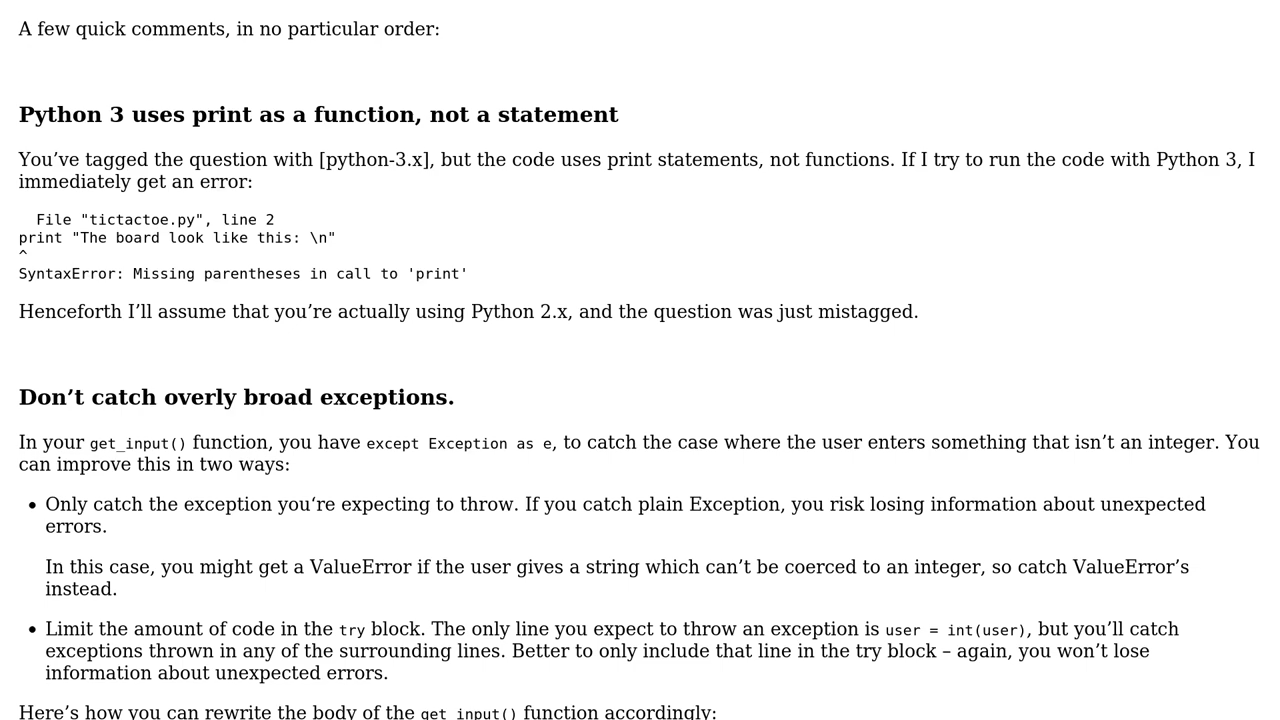 A few quick comments, in no particular order:
Python 3 uses print as a function, not a statement
You’ve tagged the question with [python-3.x], but the code uses print statements, not functions. If I try to run the code with Python 3, I
immediately get an error:
  File "tictactoe.py", line 2
print "The board look like this: \n"
^
SyntaxError: Missing parentheses in call to 'print'
Henceforth I’ll assume that you’re actually using Python 2.x, and the question was just mistagged.
Don’t catch overly broad exceptions.
In your get_input() function, you have except Exception as e, to catch the case where the user enters something that isn’t an integer. You
can improve this in two ways:
• Only catch the exception you‘re expecting to throw. If you catch plain Exception, you risk losing information about unexpected
errors.
In this case, you might get a ValueError if the user gives a string which can’t be coerced to an integer, so catch ValueError’s
instead.
• Limit the amount of code in the try block. The only line you expect to throw an exception is user = int(user), but you’ll catch
exceptions thrown in any of the surrounding lines. Better to only include that line in the try block – again, you won’t lose
information about unexpected errors.
Here’s how you can rewrite the body of the get_input() function accordingly: